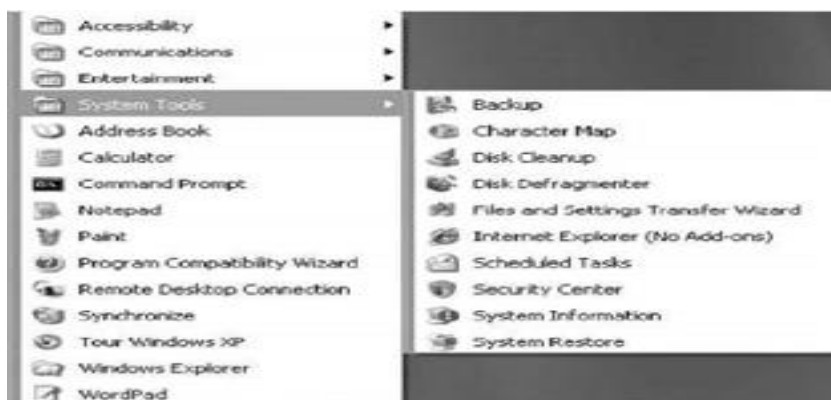 Accessibility
Communications
Entertainment
System Tools
Address Book
Calculator
Command Prompt
Notepad
Paint
Program Compatibility Wizard
Remote Desktop Connection
Synchronize
Tour Windows XP
Windows Explorer
WordPad
Backup
Character Map
Disk Cleanup
Disk Defragmenter
Files and Settings Transfer Wizard
Internet Explorer (No Add-ons)
Scheduled Tasks
Security Center
System Information
System Restore